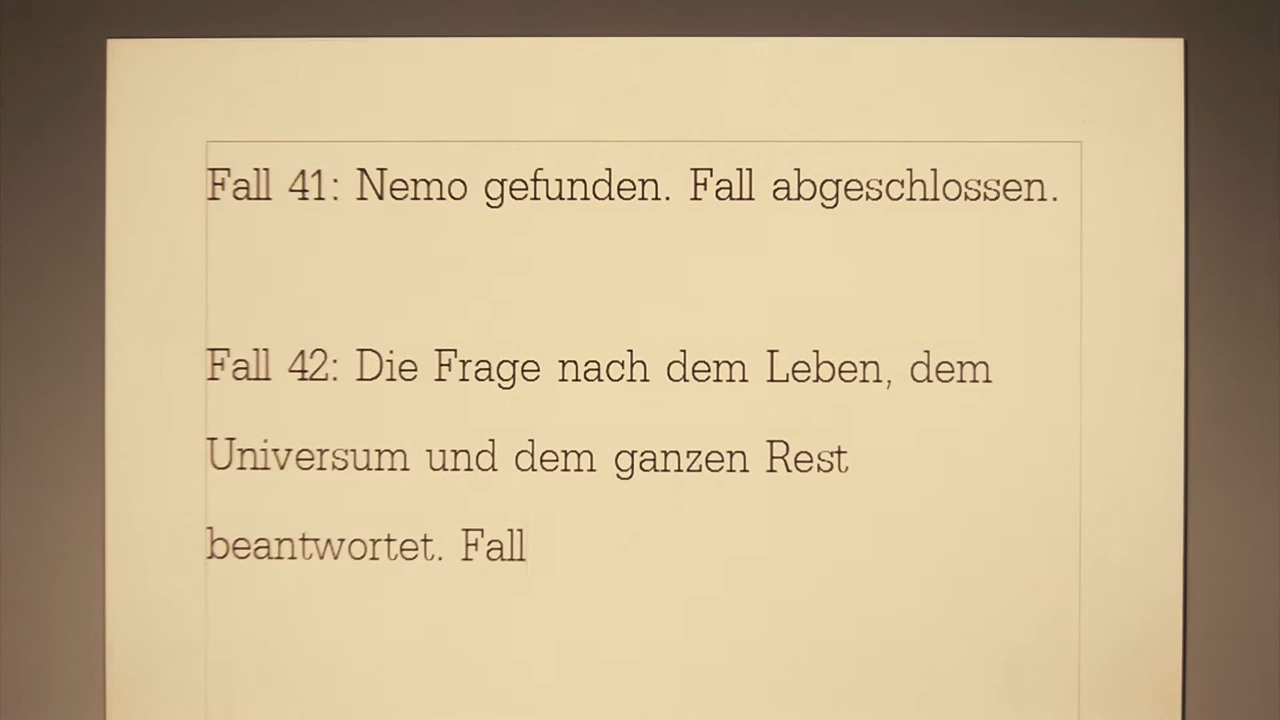 Fall 41: Nemo gefunden. Fall abgeschlossen.
Fall 42: Die Frage nach dem Leben, dem
Universum und dem ganzen Rest
beantwortet. Fall